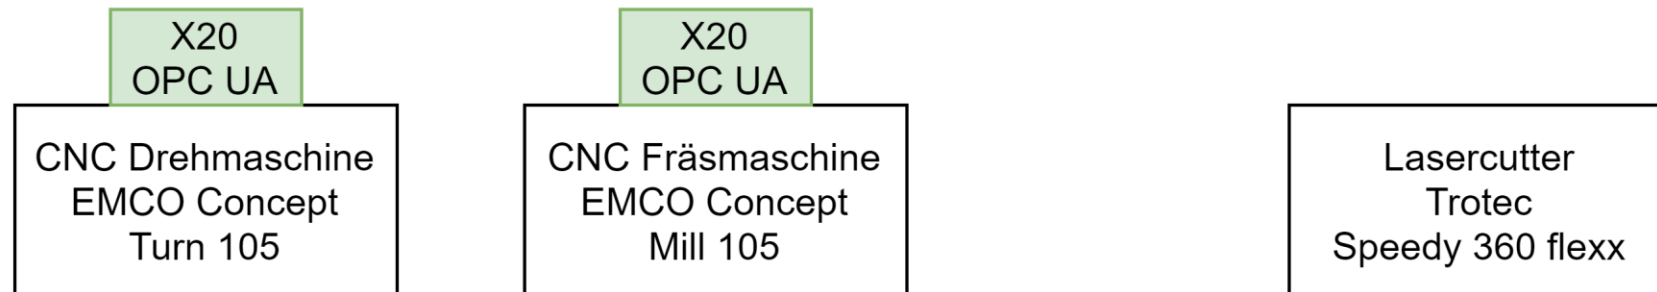 X20
OPC UA
X20
OPC UA
CNC Drehmaschine
EMCO Concept
Turn 105
CNC Fräsmaschine
EMCO Concept
Mill 105
Lasercutter
Trotec
Speedy 360 flexx